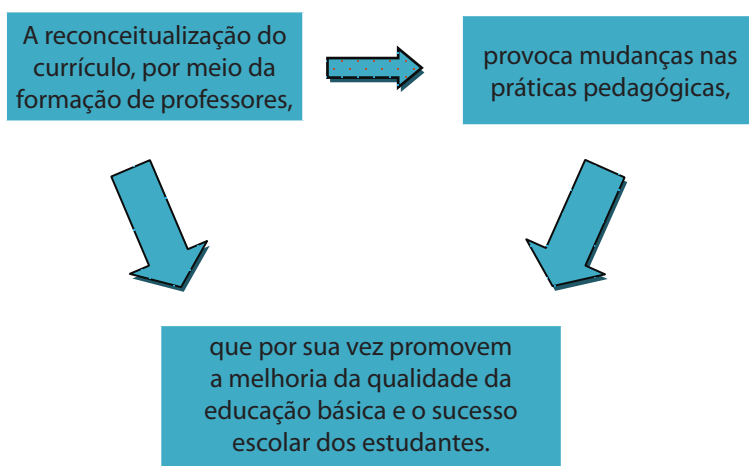 A reconceitualização do
currículo, por meio da
formação de professores,
provoca mudanças nas
práticas pedagógicas,
que por sua vez promovem
a melhoria da qualidade da
educação básica e o sucesso
escolar dos estudantes.